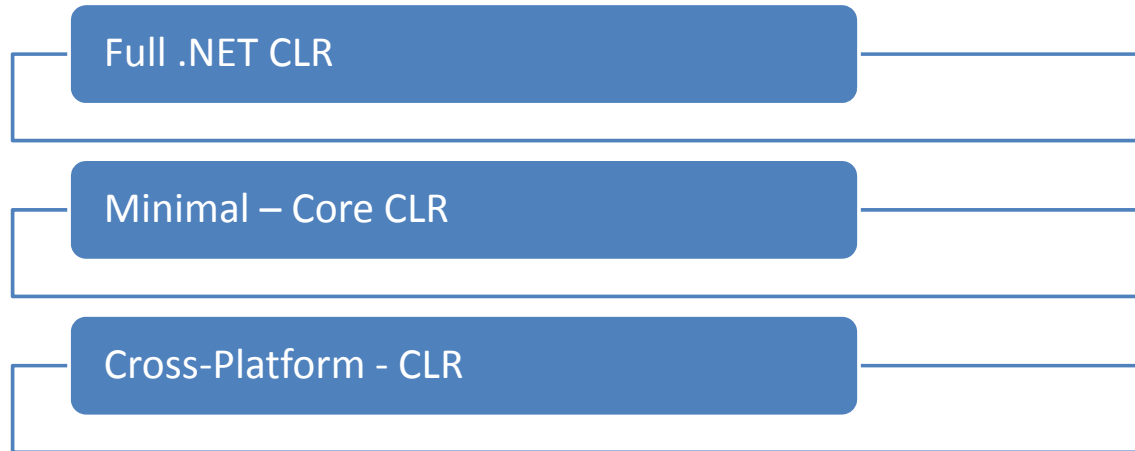 Full .NET CLR
Minimal – Core CLR
Cross-Platform - CLR